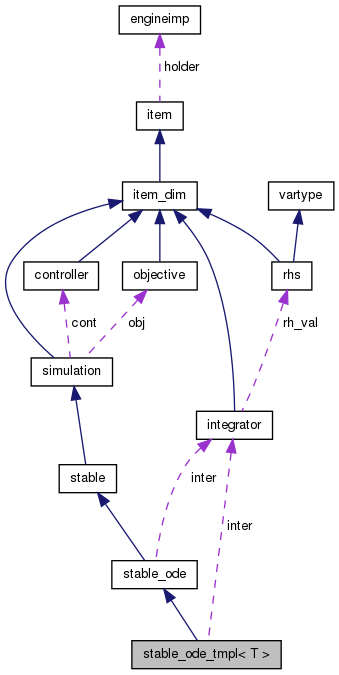 engineimp
holder
item
item_dim
vartype
controller
objective
rhs
cont
obj
rh_val
simulation
integrator
stable
inter
inter
stable_ode
stable_ode_tmpl< T >